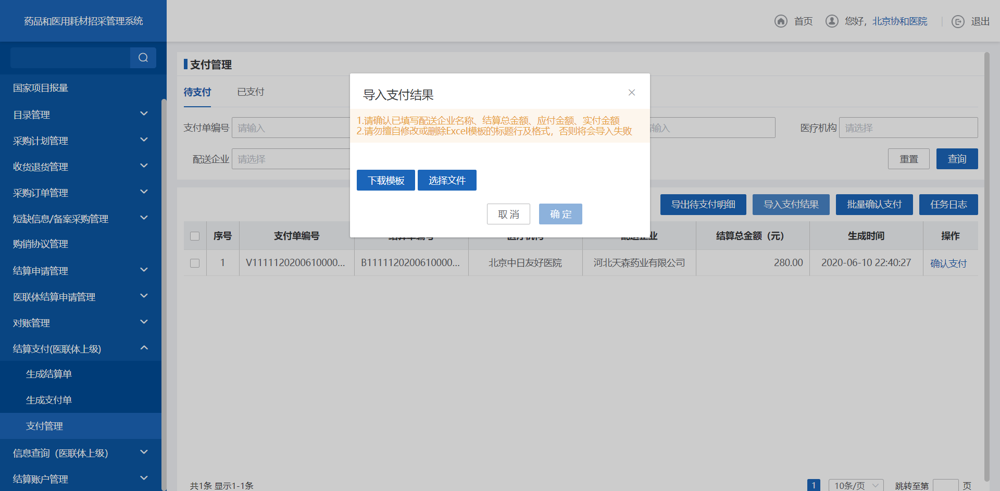 药品和医用耗材招采管理系统
首页
您好，北京协和医院
退出
国家项目报量
目录管理
采购计划管理
收货退货管理
采购订单管理
短缺信息/备案采购管理
购销协议管理
结算申请管理
医联体结算申请管理
对账管理
结算支付(医联体上级)
生成结算单
生成支付单
支付管理
信息查询（医联体上级）
结算账户管理
支付管理
待支付
已支付
支付单编号
请输入
输入
医疗机构
请选择
配送企业
请选择
重置
查询
导入支付结果
1.请确认已填写配送企业名称、结算总金额、应付金额、实付金额
2.请勿擅自修改或删除Excel模板的标题行及格式，否则将会导入失败
下载模板
选择文件
取 消
确 定
导出待支付明细
导入支付结果
批量确认支付
任务日志
序号
支付单编号
结算单编号
医疗机构
配送企业
结算总金额（元）
生成时间
操作
1
V1111120200610000...
B1111120200610000...
北京中日友好医院
河北天森药业有限公司
280.00
2020-06-10 22:40:27
确认支付
共1条 显示1-1条
1
10条/页
跳转至第
页